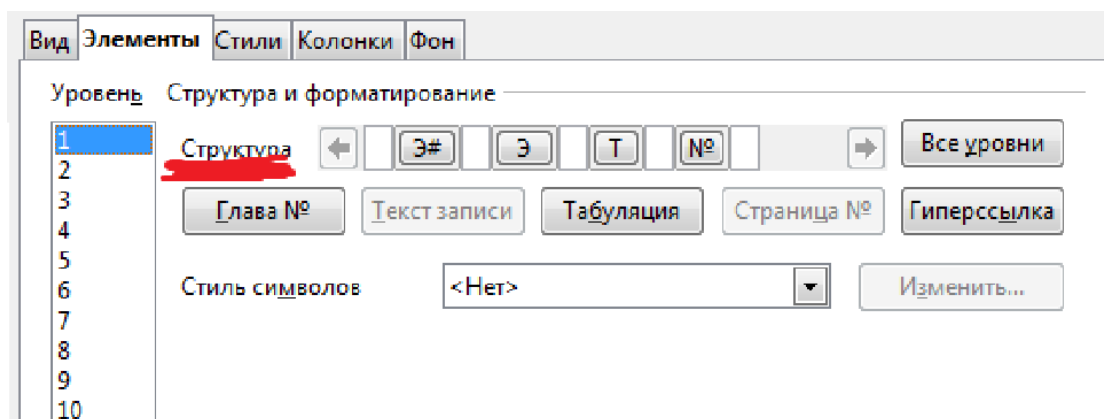 Вид Элементы Стили Колонки Фон
Уровень Структура и форматирование
1
Структура Э# Э Т № Все уровни
2
3 Глава № Текст записи Табуляция Страница № Гиперссылка
4
5
6 Стиль символов <Нет> Изменить...
7
8
9
10